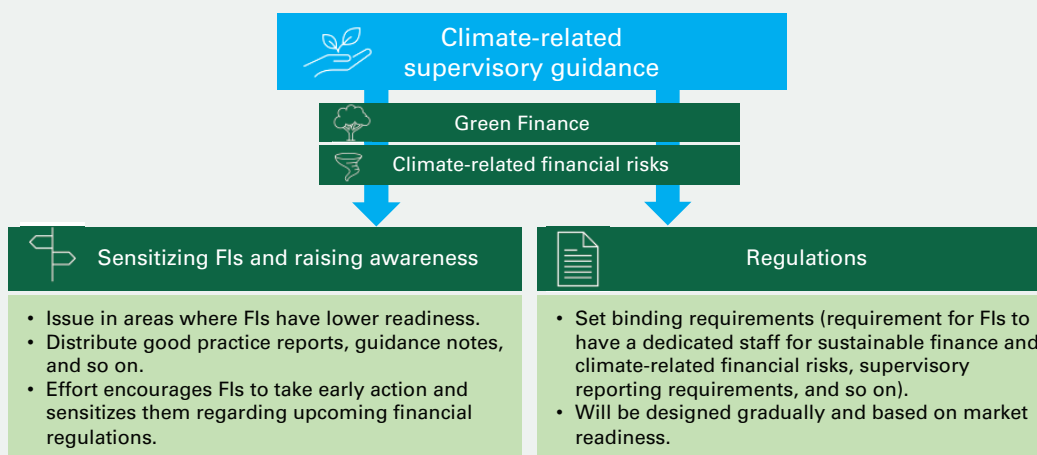 Climate-related
supervisory guidance
Green Finance
Climate-related financial risks
Sensitizing FIs and raising awareness
• Issue in areas where FIs have lower readiness.
• Distribute good practice reports, guidance notes,
and so on.
• Effort encourages FIs to take early action and
sensitizes them regarding upcoming financial
regulations.
Regulations
• Set binding requirements (requirement for FIs to
have a dedicated staff for sustainable finance and
climate-related financial risks, supervisory
reporting requirements, and so on).
• Will be designed gradually and based on market
readiness.